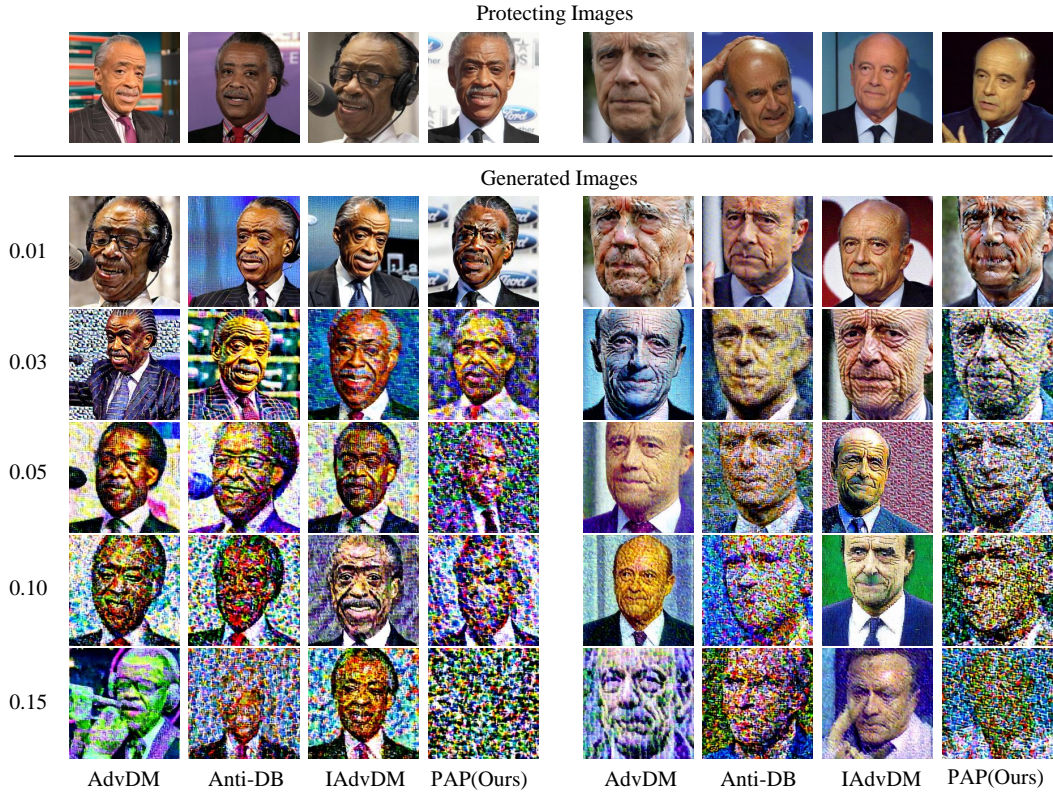 Protecting Images
Ford
Generated Images
0.01
0.03
0.05
0.10
0.15
AdvDM Anti-DB IAdvDM PAP(Ours) AdvDM Anti-DB IAdvDM PAP(Ours)